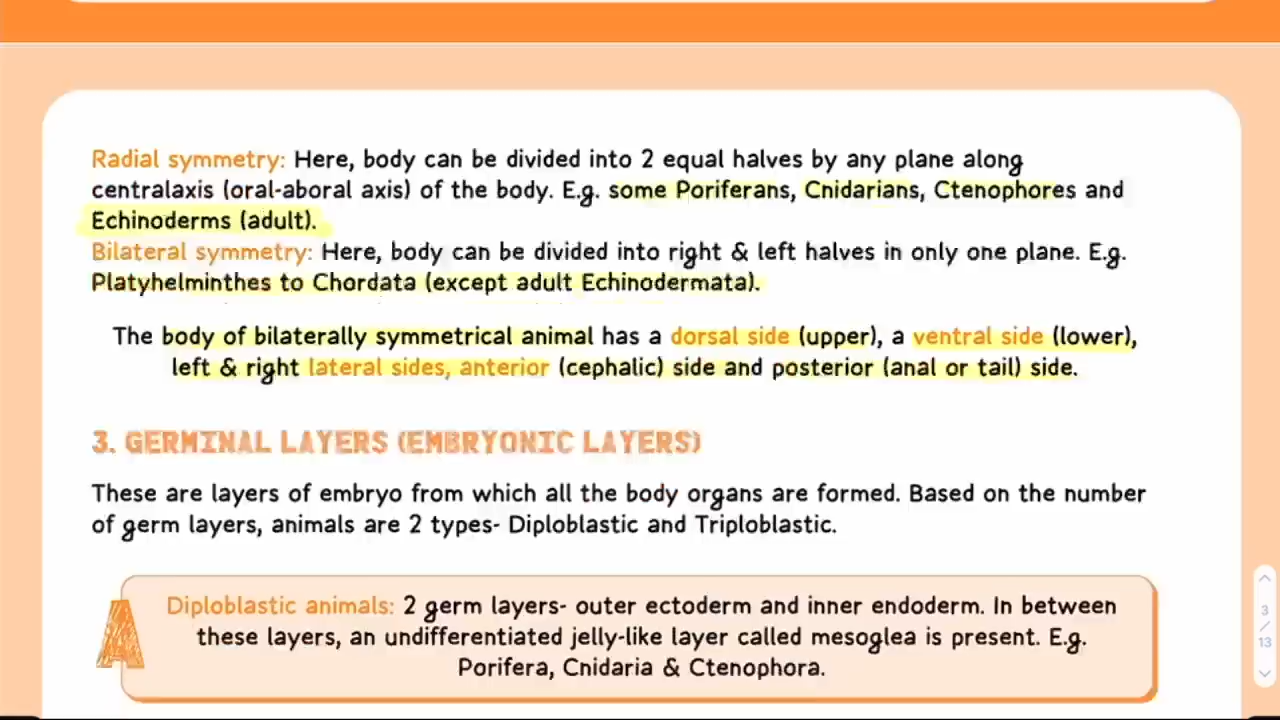 Radial symmetry: Here, body can be divided into 2 equal halves by any plane along
centralaxis (oral-aboral axis) of the body. E.g. some Poriferans, Cnidarians, Ctenophores and
Echinoderms (adult).
Bilateral symmetry: Here, body can be divided into right & left halves in only one plane. E.g.
Platyhelminthes to Chordata (except adult Echinodermata).
The body of bilaterally symmetrical animal has a dorsal side (upper), a ventral side (lower),
left & right lateral sides, anterior (cephalic) side and posterior (anal or tail) side.
3. GERMINAL LAYERS (EMBRYONIC LAYERS)
These are layers of embryo from which all the body organs are formed. Based on the number
of germ layers, animals are 2 types- Diploblastic and Triploblastic.
A
Diploblastic animals: 2 germ layers- outer ectoderm and inner endoderm. In between
these layers, an undifferentiated jelly-like layer called mesoglea is present. E.g.
Porifera, Cnidaria & Ctenophora.
3
/
13